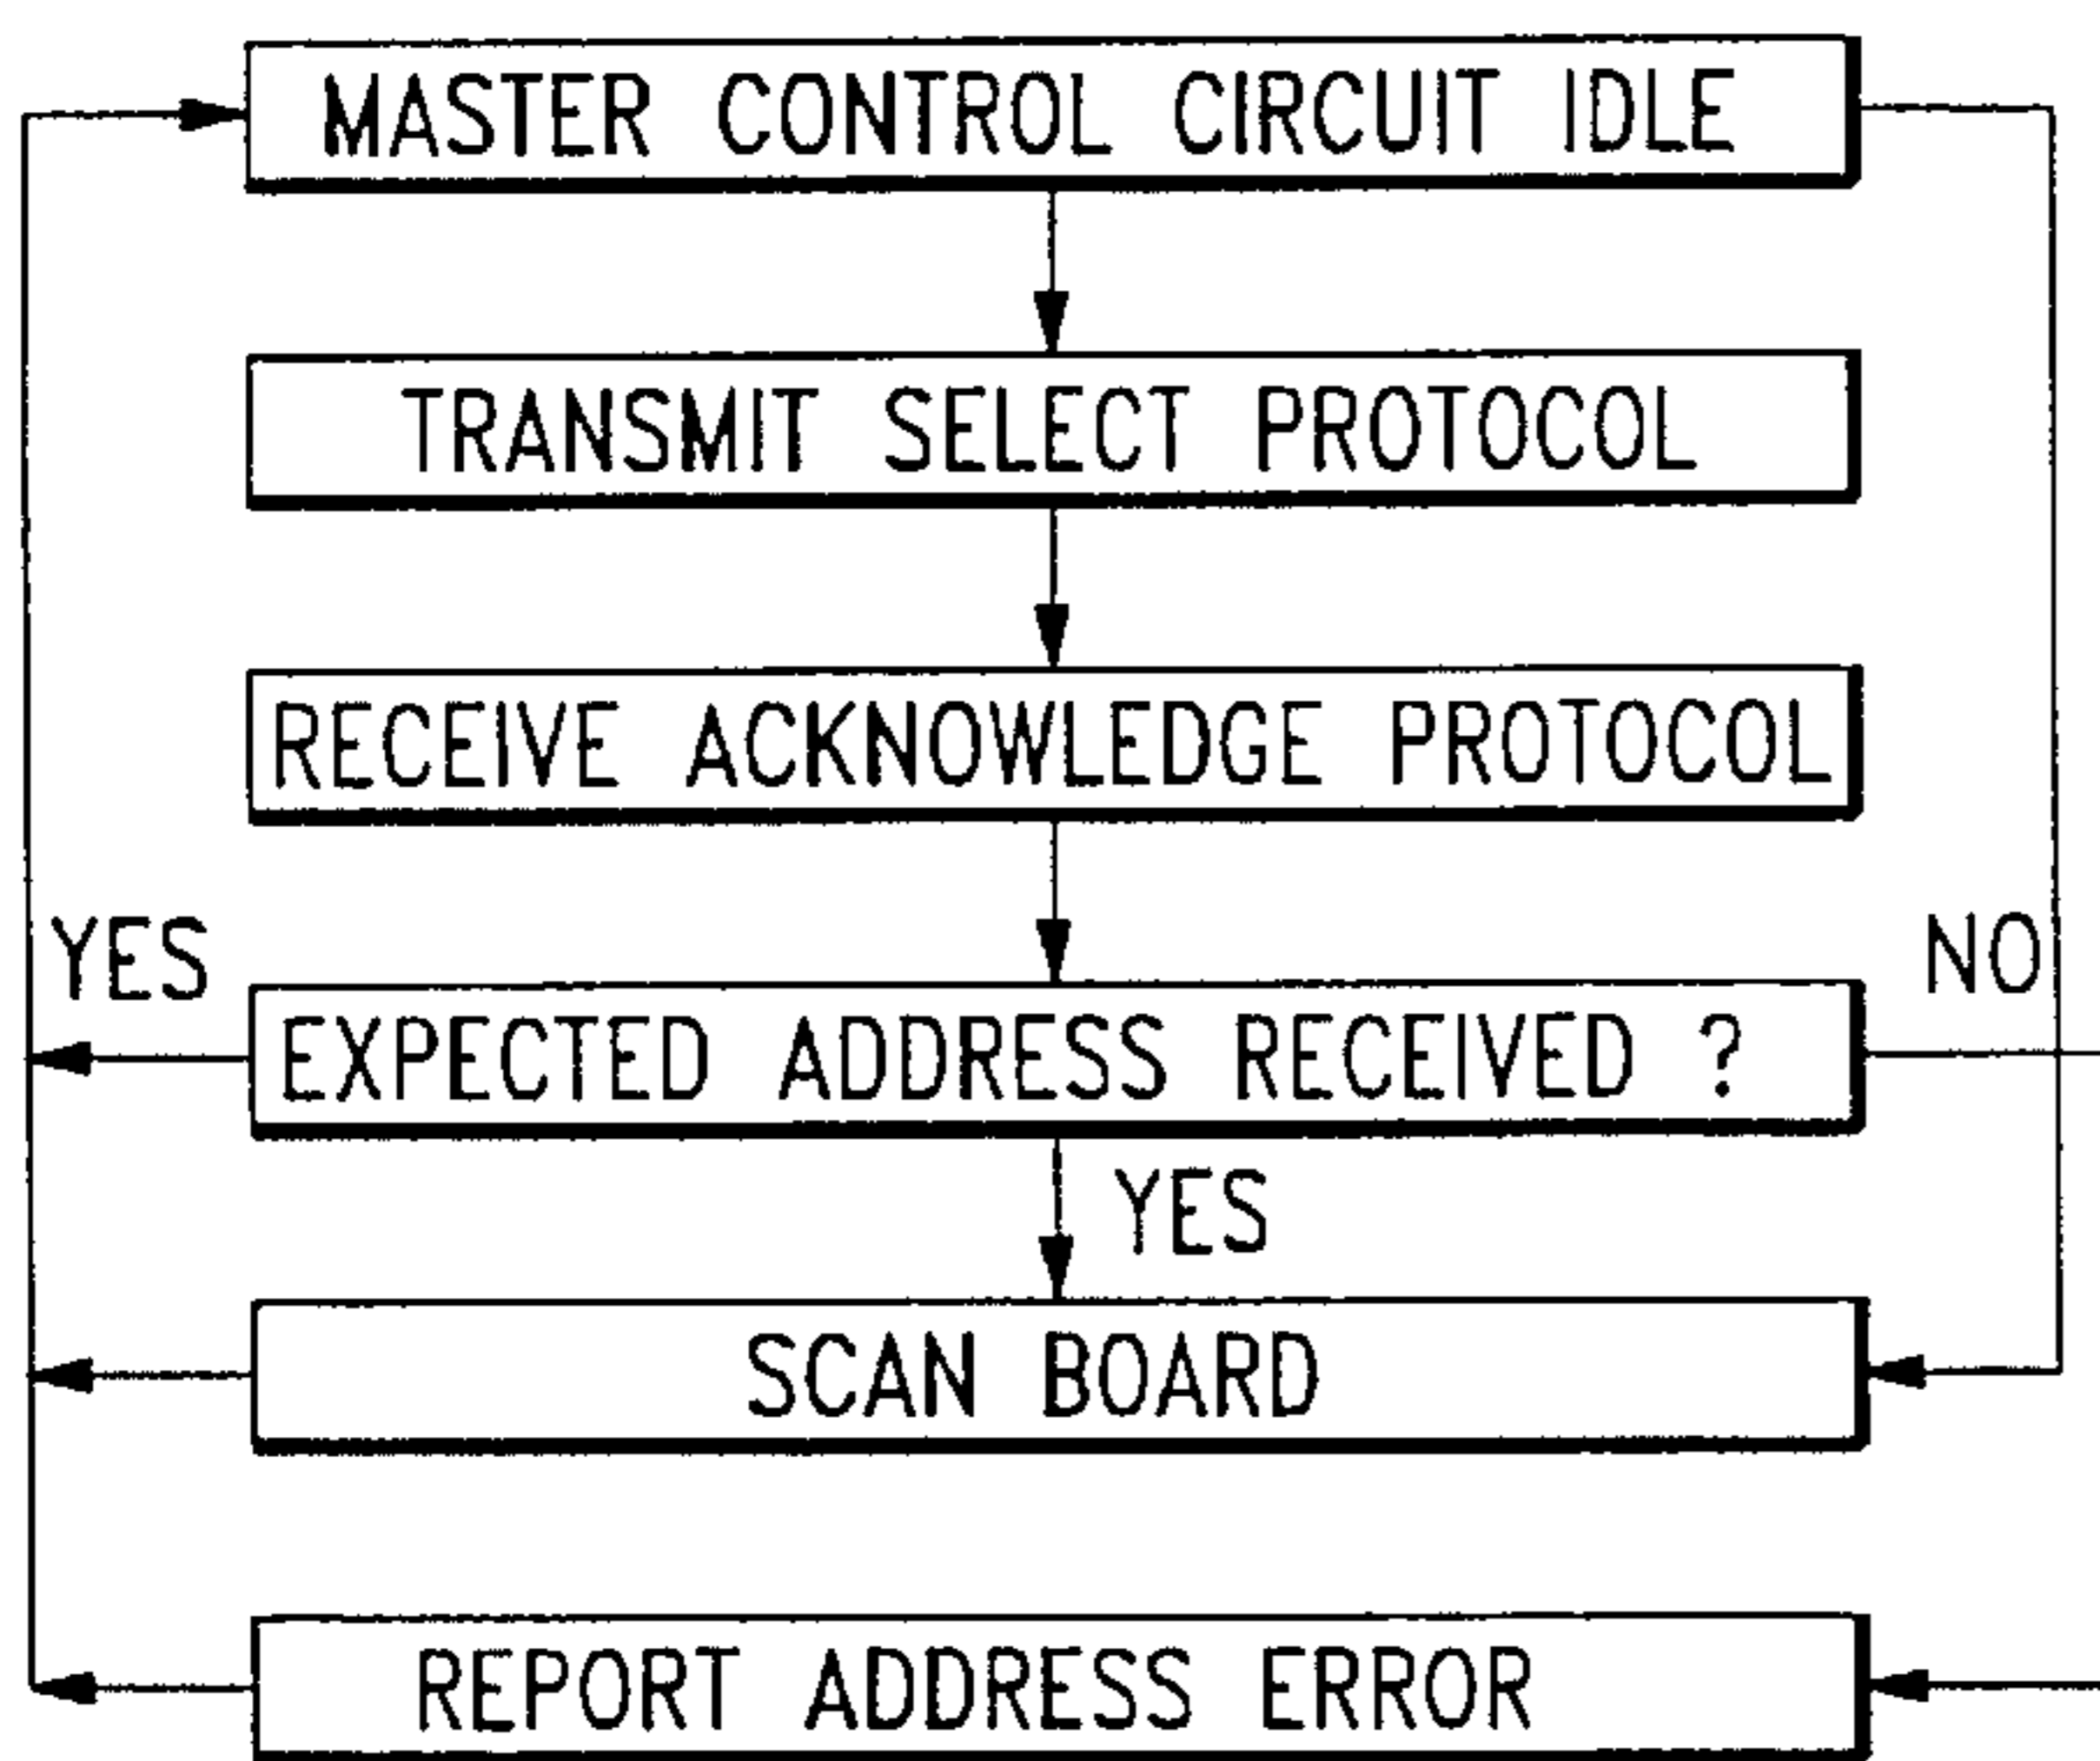 MASTER CONTROL CIRCUIT IDLE
TRANSMIT SELECT PROTOCOL
RECEIVE ACKNOWLEDGE PROTOCOL
YES
NO
EXPECTED ADDRESS RECEIVED ?
YES
SCAN BOARD
REPORT ADDRESS ERROR